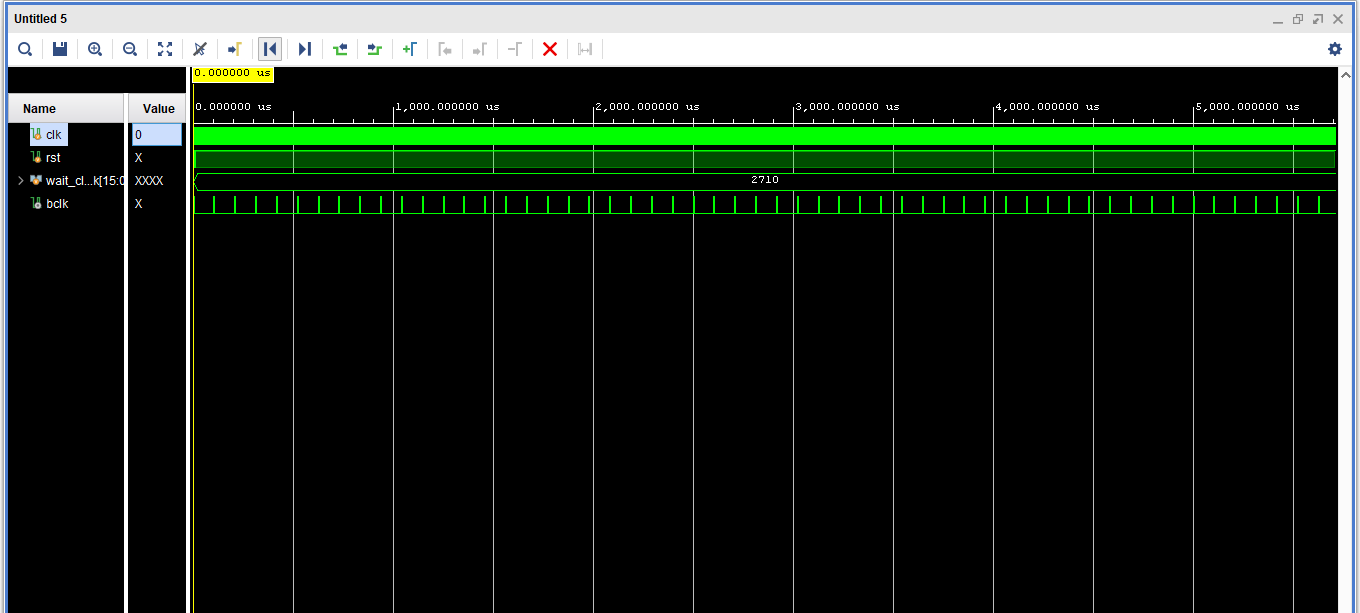 Untitled 5
0.000000 us
Name Value
0.000000 us 1,000.000000 us 2,000.000000 us 3,000.000000 us 4,000.000000 us 5,000.000000 us
clk 0
rst X
wait_cl...k[15:0 XXXX 2710
bclk X